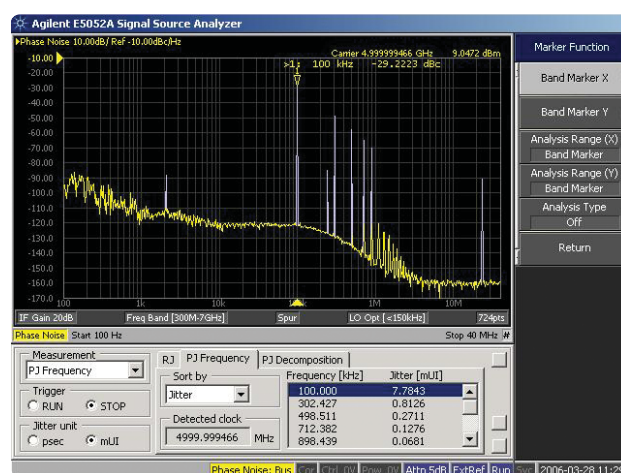 Agilent E5052A Signal Source Analyzer
Phase Noise 10.00dB/ Ref -10.00dBc/Hz
Carrier 4.999999466 GHz 9.0472 dBm
>1: 100 kHz -29.2223 dBc
-10.00
-20.00
-30.00
-40.00
-50.00
-60.00
-70.00
-80.00
-90.00
-100.0
-110.0
-120.0
-130.0
-140.0
-150.0
-160.0
-170.0
100 1k 10k 1M 10M
IF Gain 20dB Freq Band [300M-7GHz] Spur LO Opt [<150kHz] 724pts
Phase Noise Start 100 Hz Stop 40 MHz #
Marker Function
Band Marker X
Band Marker Y
Analysis Range (X)
Band Marker
Analysis Range (Y)
Band Marker
Analysis Type
Off
Return
Measurement
PJ Frequency
Trigger
RUN STOP
Jitter unit
psec mUI
RJ PJ Frequency PJ Decomposition
Sort by
Jitter
Detected clock
4999.999466 MHz
Frequency [kHz] Jitter [mUI]
100.000 7.7843
302.427 0.8126
498.511 0.2711
712.382 0.1276
898.439 0.0681
Phase Noise: Bus Cor Ctrl 0V Pow 0V Attn 5dB ExtRef Run Svc 2006-03-28 11:29